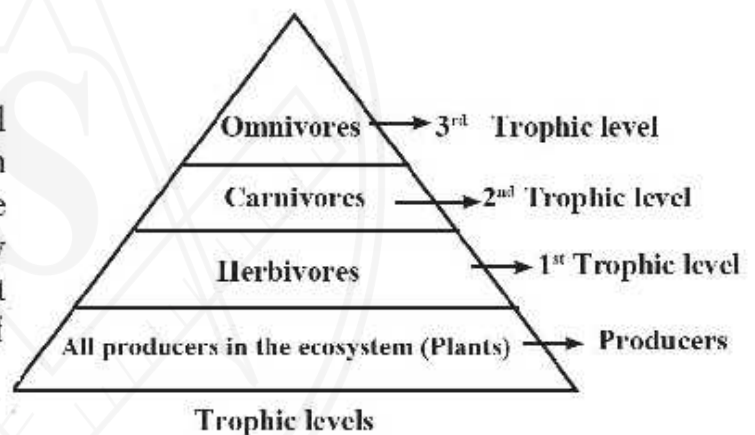 Omnivores 3rd Trophic level
Carnivores 2nd Trophic level
Herbivores 1st Trophic level
All producers in the ecosystem (Plants) Producers
Trophic levels